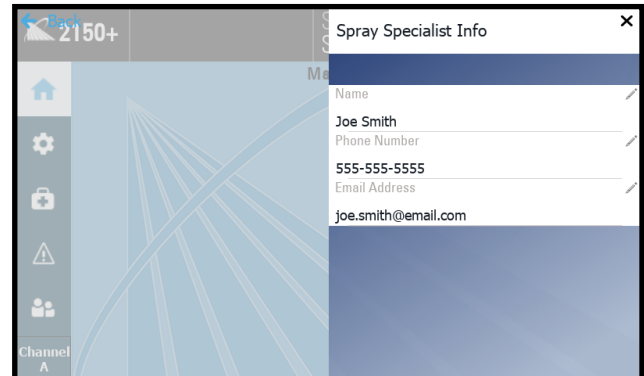 Back
2150+
S
S
Spray Specialist Info
Ma
Name
Joe Smith
Phone Number
555-555-5555
Email Address
joe.smith@email.com
Channel
A